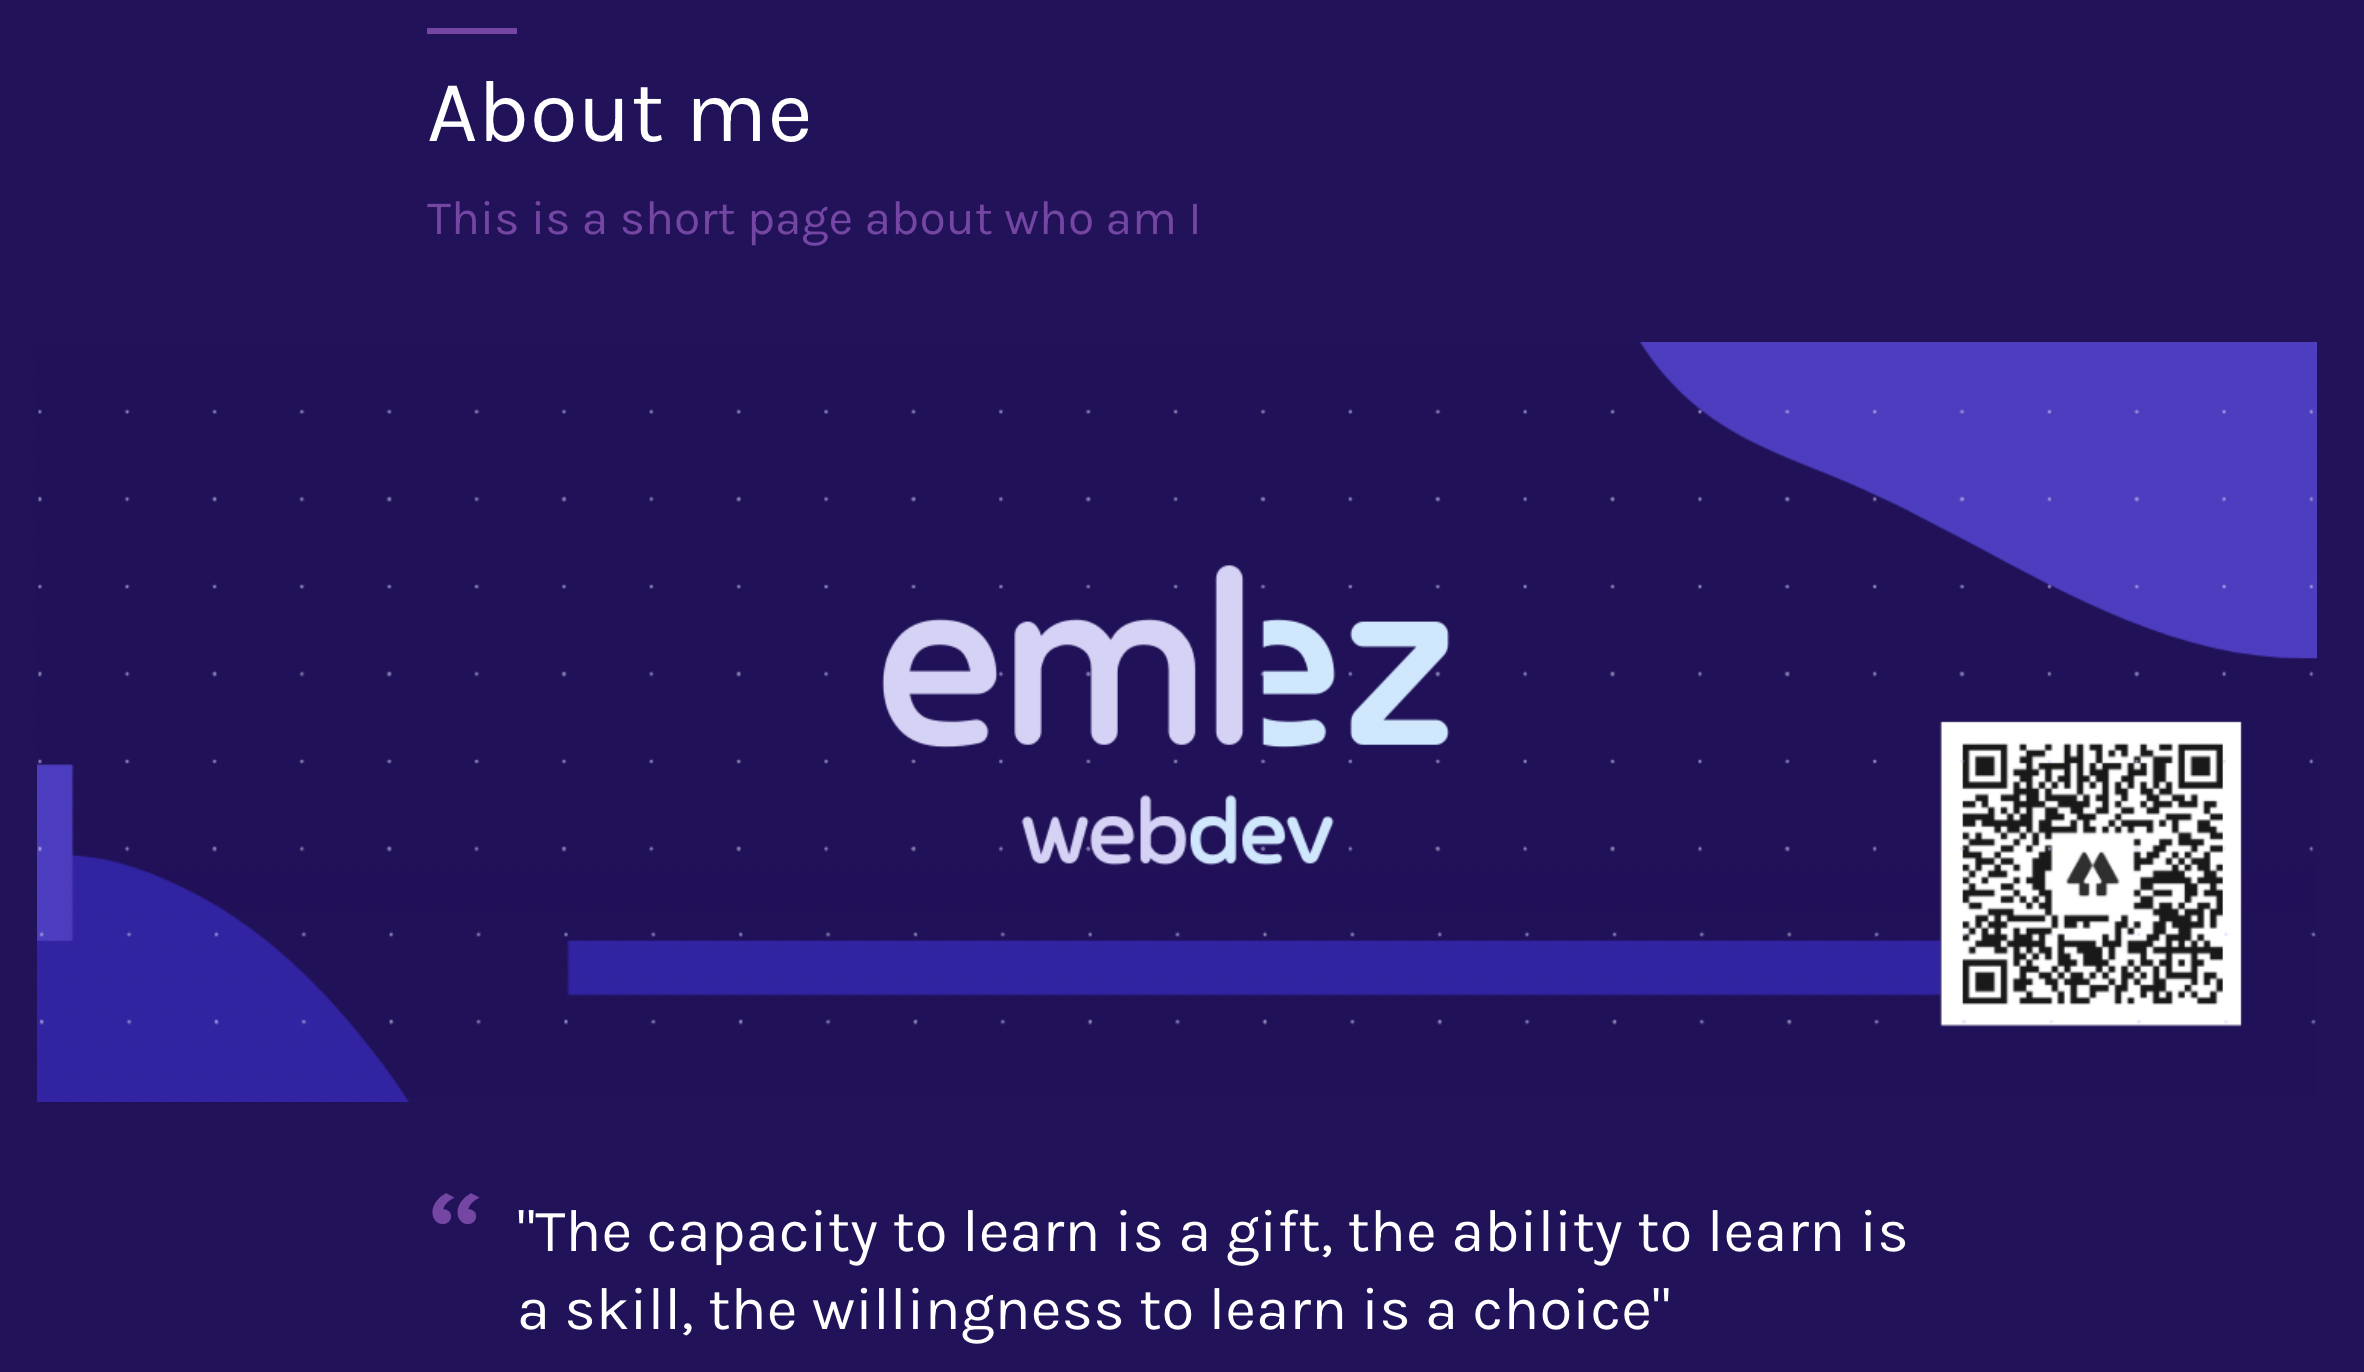 About me
This is a short page about who am I
emlez
webdev
“ "The capacity to learn is a gift, the ability to learn is
a skill, the willingness to learn is a choice"